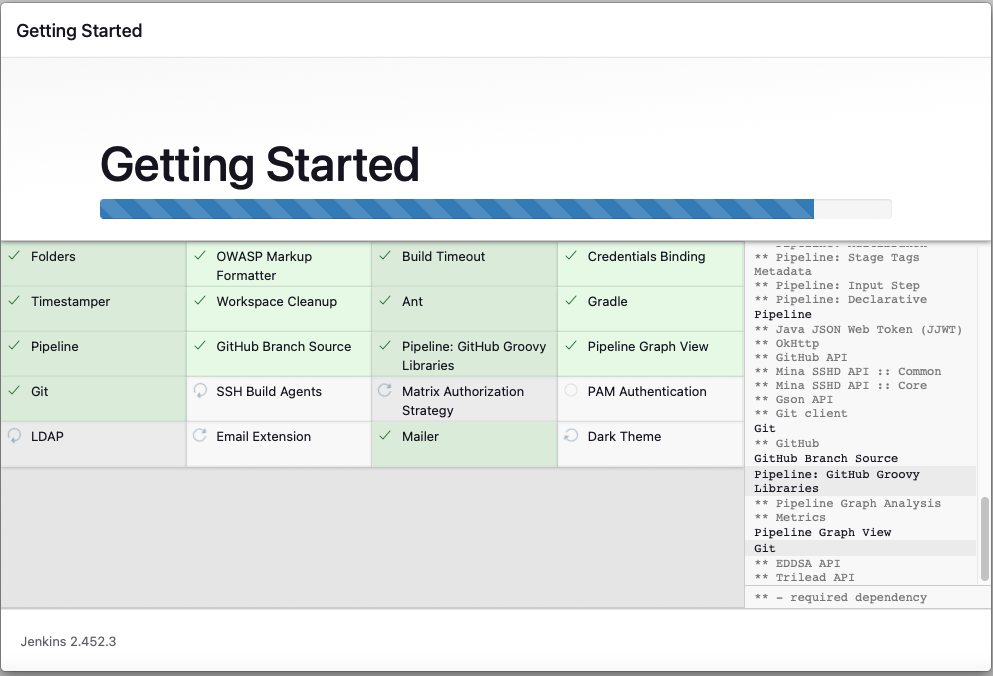 Getting Started
Getting Started
Folders
OWASP Markup
Formatter
Build Timeout
Credentials Binding
Timestamper
Workspace Cleanup
Ant
Gradle
Pipeline
GitHub Branch Source
Pipeline: GitHub Groovy
Libraries
Pipeline Graph View
Git
SSH Build Agents
Matrix Authorization
Strategy
PAM Authentication
LDAP
Email Extension
Mailer
Dark Theme
** Pipeline: Stage Tags
Metadata
** Pipeline: Input Step
** Pipeline: Declarative
Pipeline
** Java JSON Web Token (JJWT)
** OkHttp
** GitHub API
** Mina SSHD API :: Common
** Mina SSHD API :: Core
** Gson API
** Git client
Git
** GitHub
GitHub Branch Source
Pipeline: GitHub Groovy
Libraries
** Pipeline Graph Analysis
** Metrics
Pipeline Graph View
Git
** EDDSA API
** Trilead API
** - required dependency
Jenkins 2.452.3